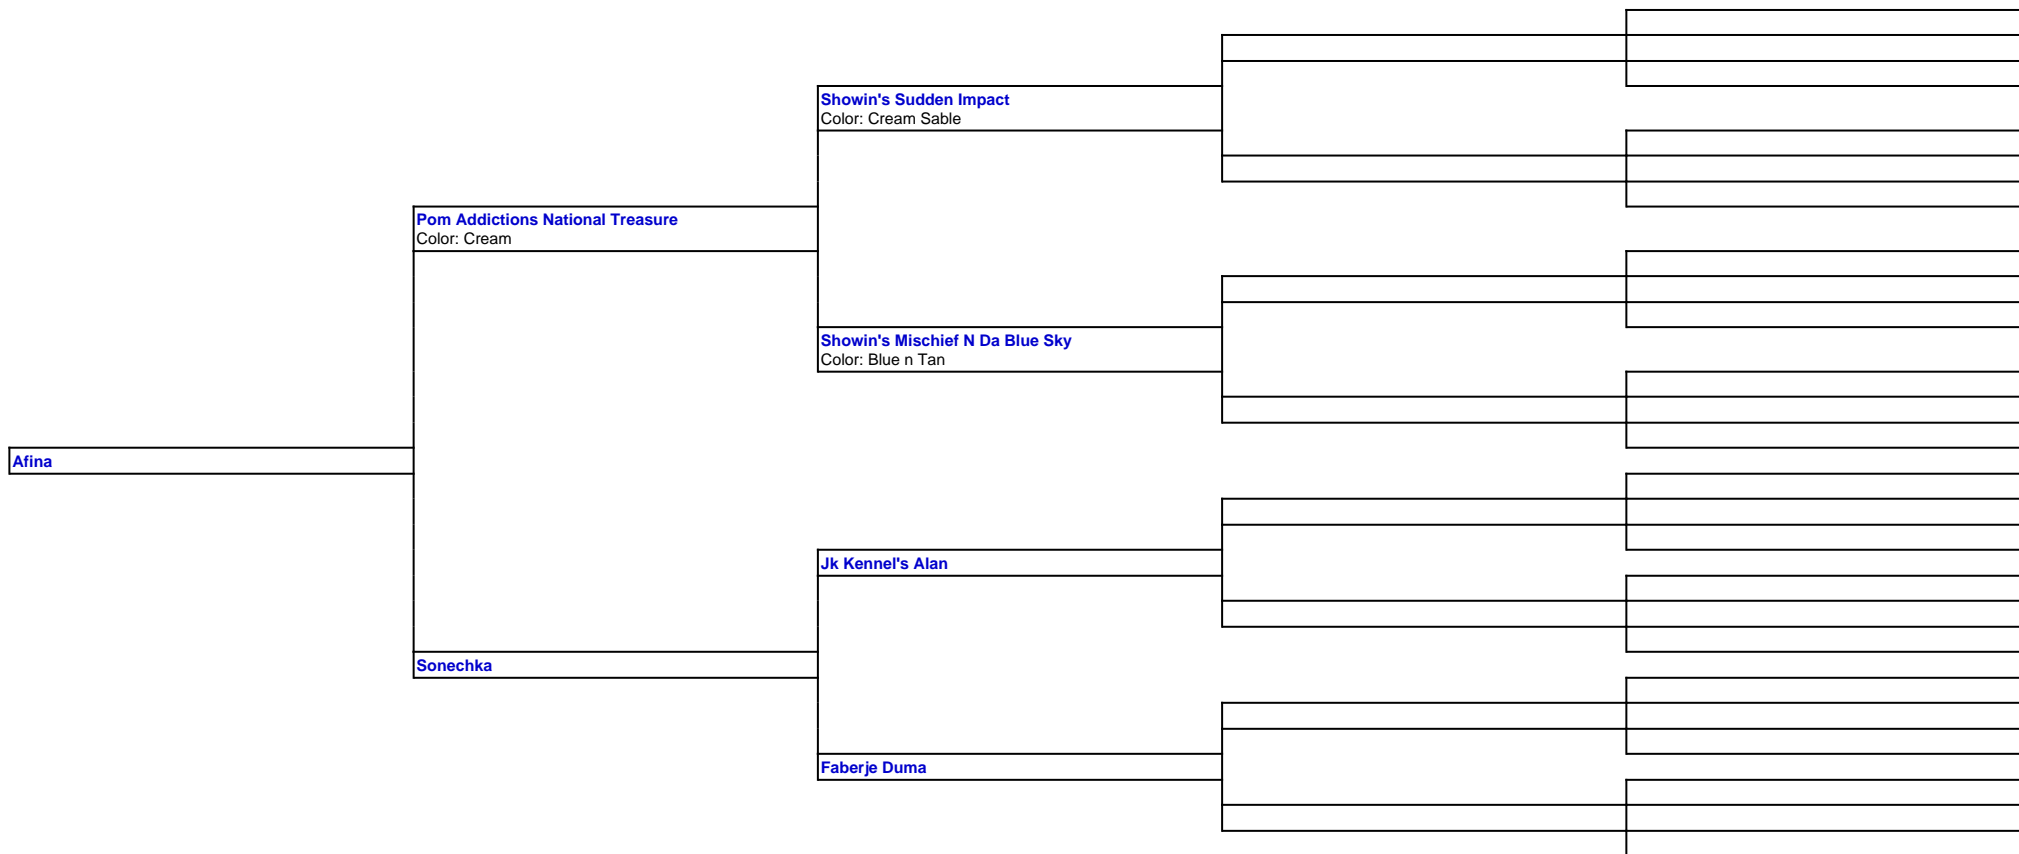 Showin's Sudden Impact
Color: Cream Sable
Pom Addictions National Treasure
Color: Cream
Showin's Mischief N Da Blue Sky
Color: Blue n Tan
Afina
Jk Kennel's Alan
Sonechka
Faberje Duma